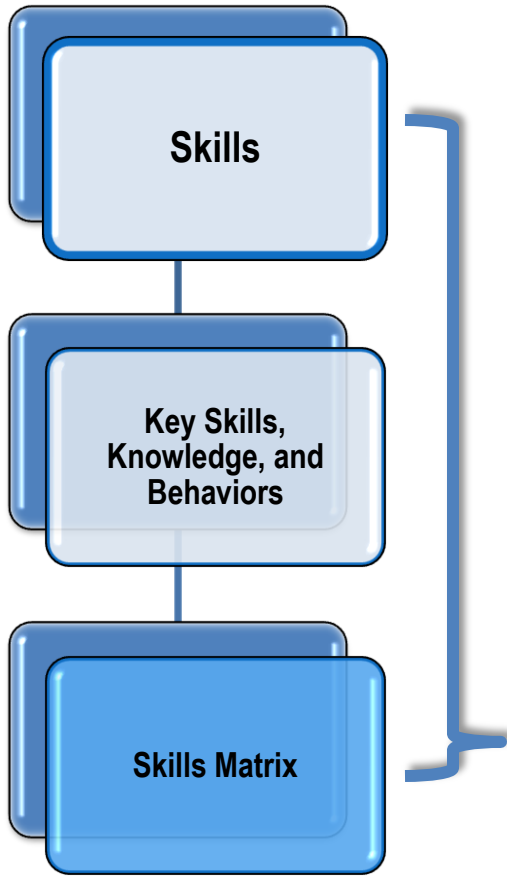 Skills
Key Skills,
Knowledge, and
Behaviors
Skills Matrix